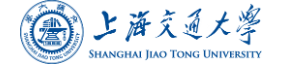 上海交通大學
SHANGHAI JIAO TONG UNIVERSITY